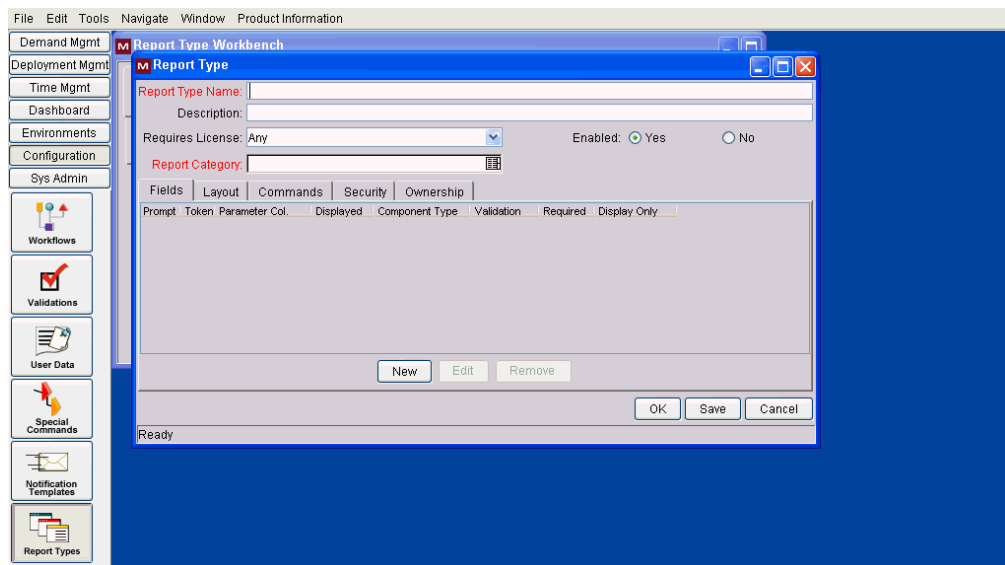 File Edit Tools Navigate Window Product Information
Demand Mgmt
Deployment Mgmt
Time Mgmt
Dashboard
Environments
Configuration
Sys Admin
Workflows
Validations
User Data
Special
Commands
Notification
Templates
Report Types
M Report Type Workbench
M Report Type
Report Type Name:
Description:
Requires License: Any Enabled: Yes No
Report Category:
Fields Layout Commands Security Ownership
Prompt Token Parameter Col. Displayed Component Type Validation Required Display Only
New Edit Remove
OK Save Cancel
Ready